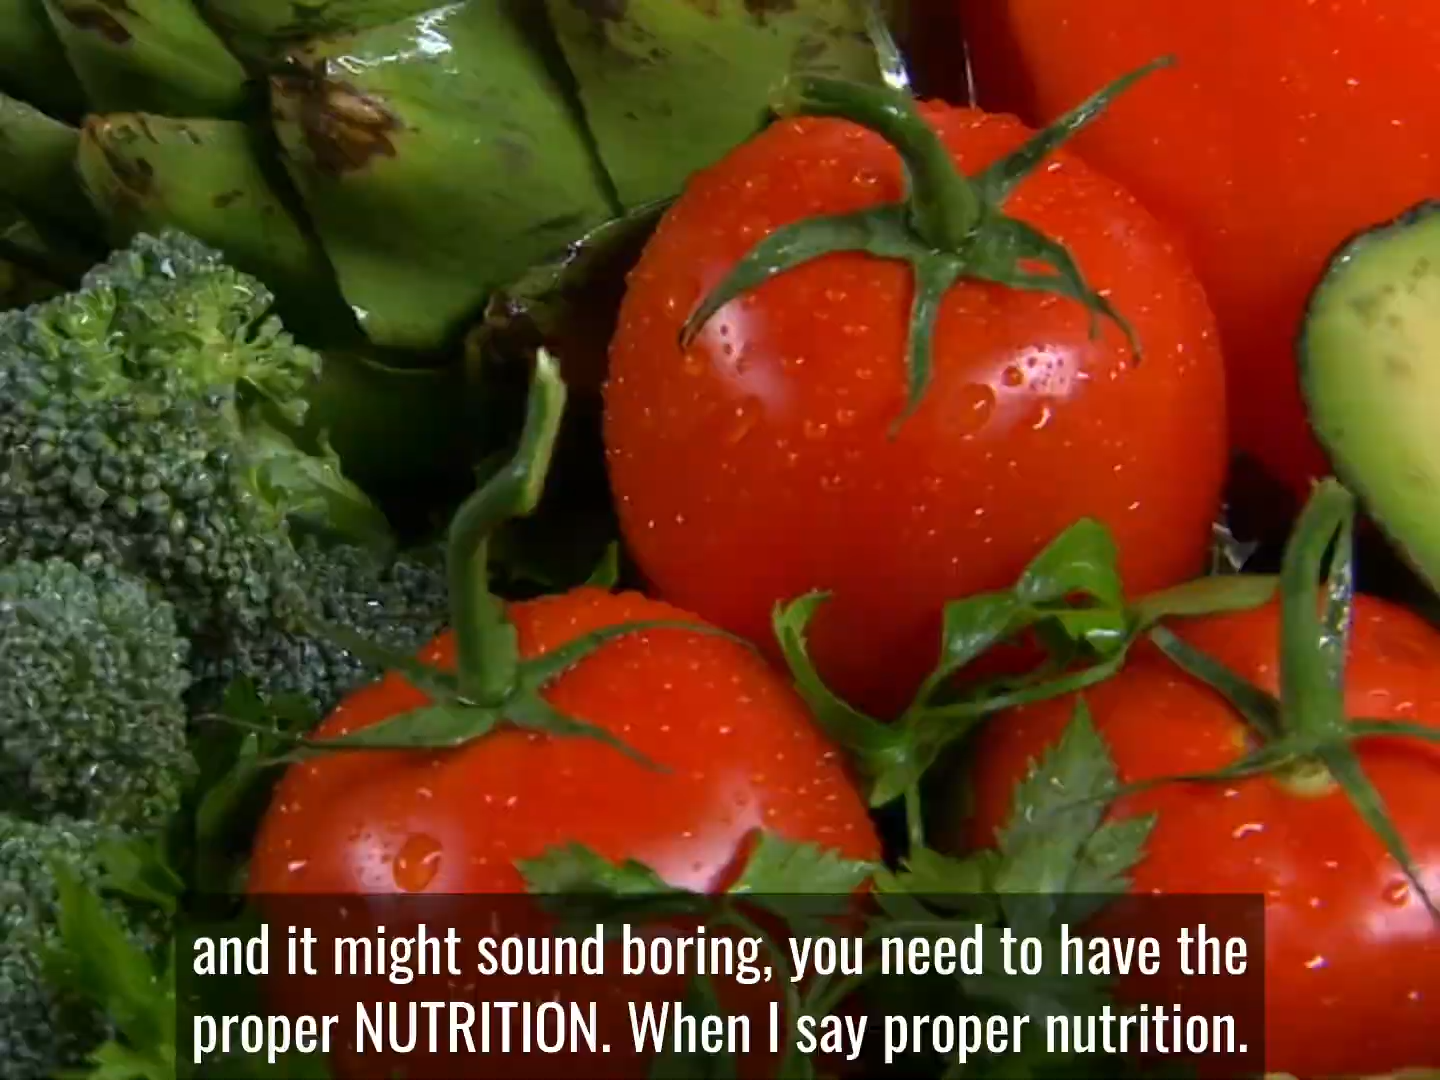 and it might sound boring, you need to have the
proper NUTRITION. When I say proper nutrition.